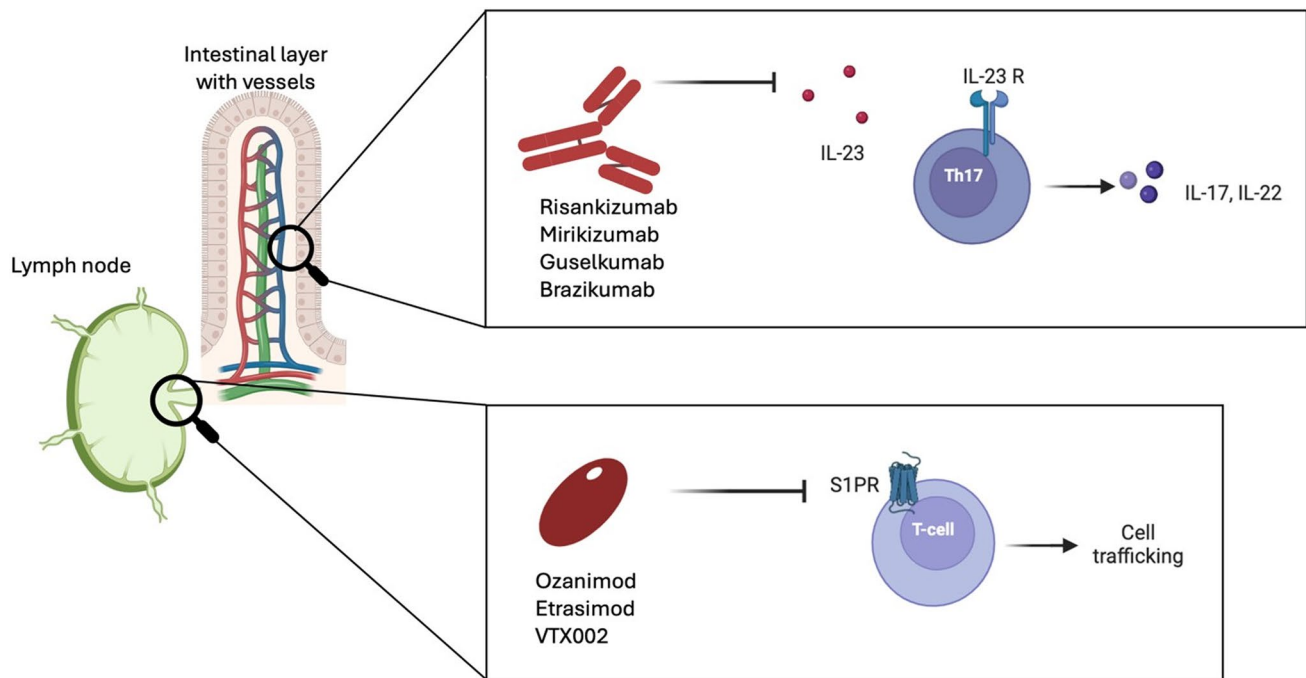 Intestinal layer
with vessels
Lymph node
IL-23 R
IL-23
Th17
IL-17, IL-22
Risankizumab
Mirikizumab
Guselkumab
Brazikumab
S1PR
T-cell
Cell
trafficking
Ozanimod
Etrasimod
VTX002